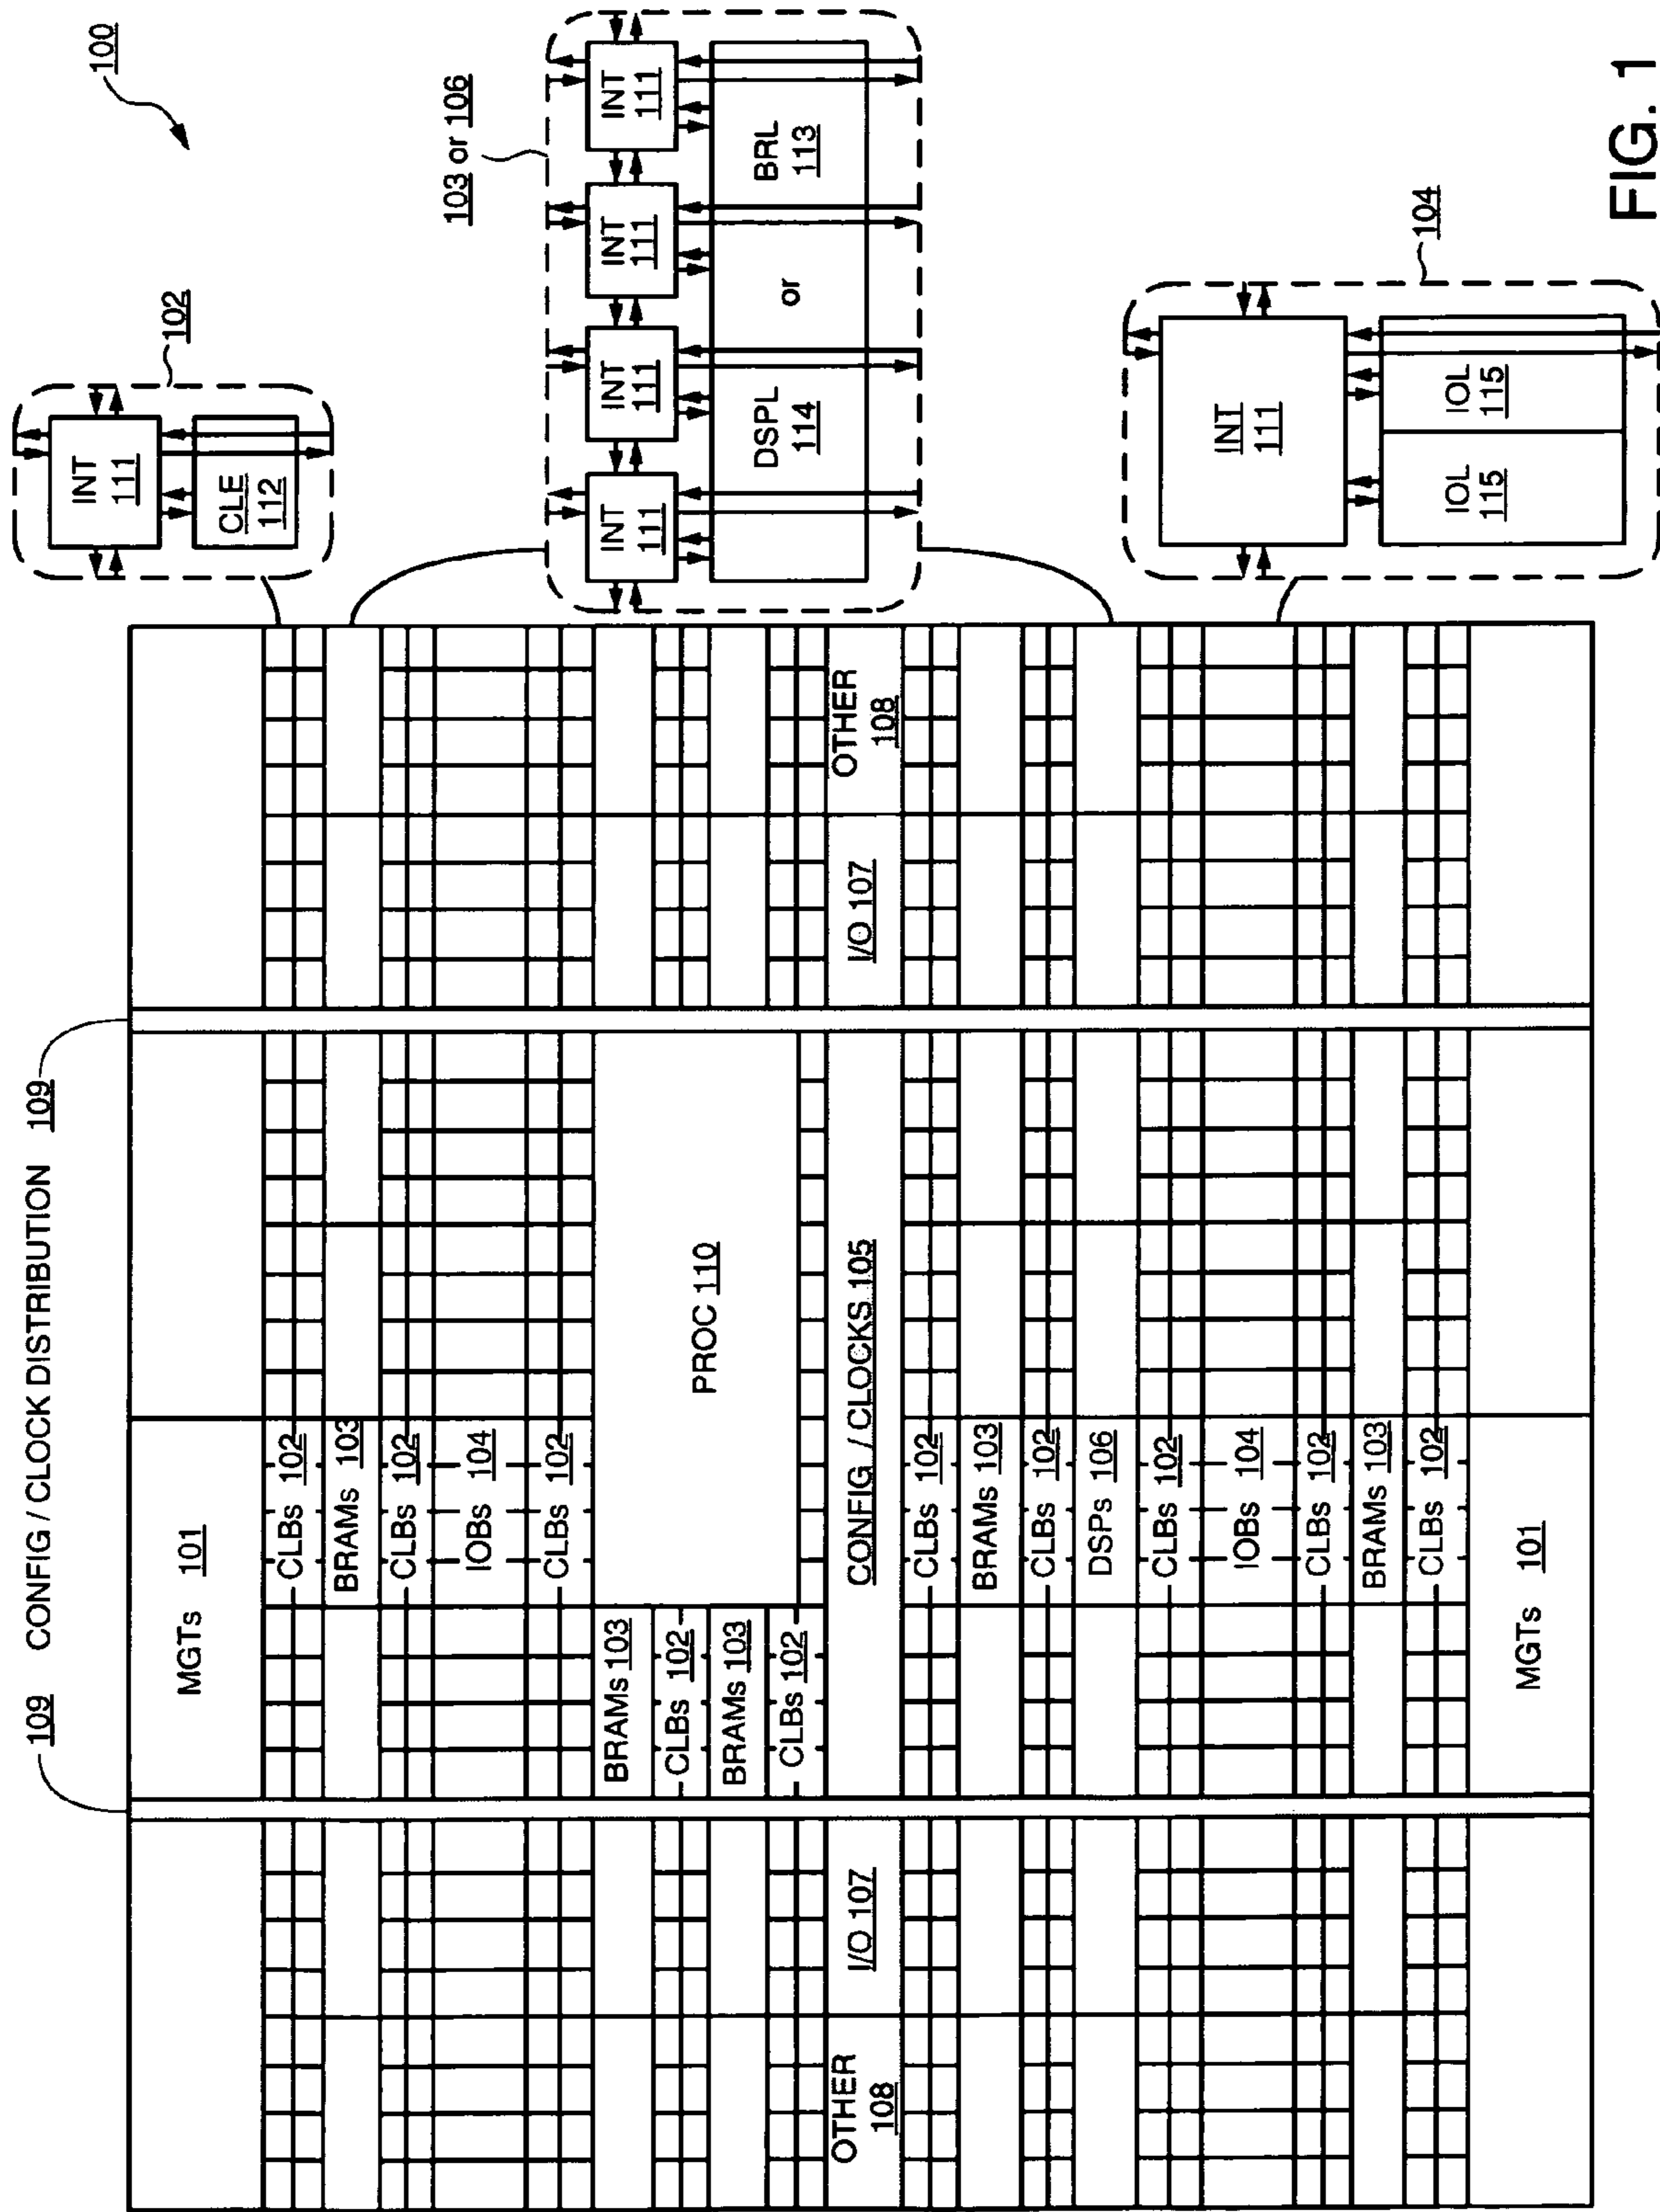 100
CONFIG / CLOCK DISTRIBUTION
109
109
MGTs 101
CLBs 102
BRAMs 103
CLBs 102
IOBs 104
CLBs 102
BRAMs 103
CLBs 102
BRAMs 103
CLBs 102
PROC 110
OTHER
108
I/O 107
CONFIG / CLOCKS 105
I/O 107
OTHER
108
CLBs 102
BRAMs 103
CLBs 102
DSPs 106
CLBs 102
IOBs 104
CLBs 102
BRAMs 103
CLBs 102
MGTs 101
102
INT
111
CLE
112
103 or 106
INT
111
INT
111
INT
111
INT
111
DSPL
114
or
BRL
113
104
INT
111
IOL
115
IOL
115
FIG. 1